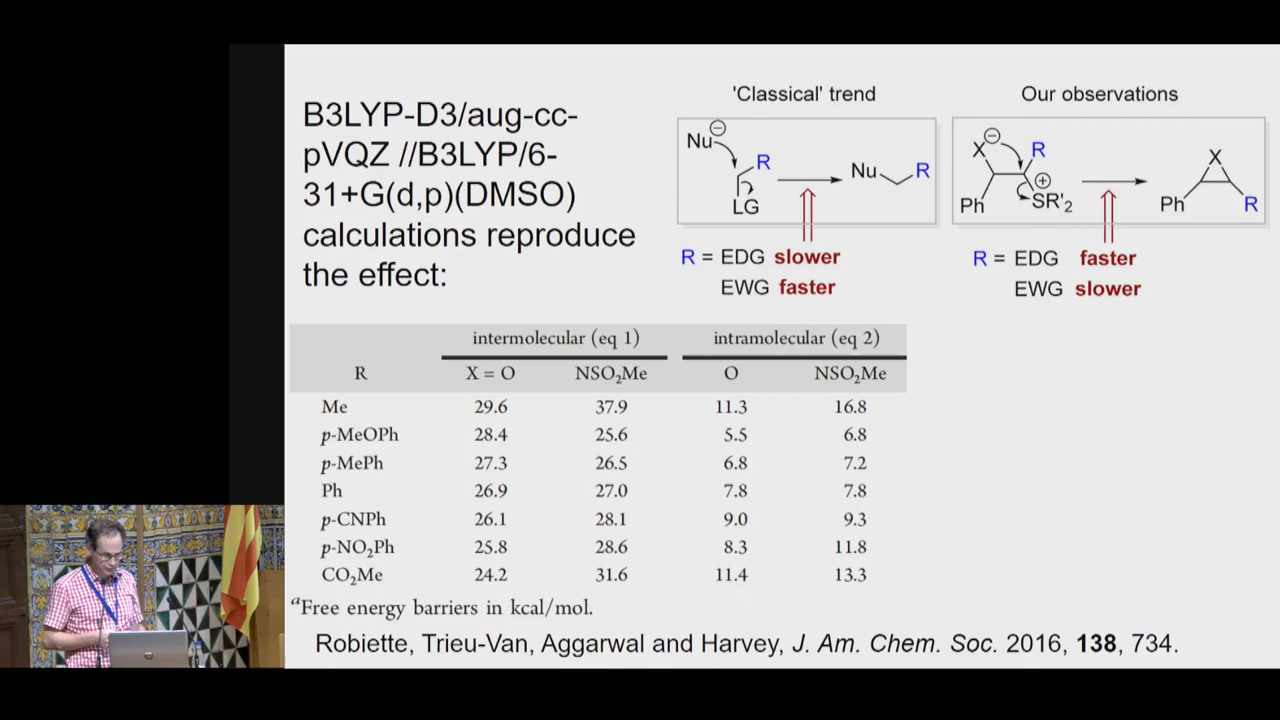 B3LYP-D3/aug-cc-
pVQZ //B3LYP/6-
31+G(d,p)(DMSO)
calculations reproduce
the effect:
'Classical' trend
Nu⊖
R
LG
Nu R
R = EDG slower
EWG faster
Our observations
X⊖
R
Ph
⊕
SR'₂
X
Ph
R
R = EDG faster
EWG slower
intermolecular (eq 1) intramolecular (eq 2)
R X = O NSO₂Me O NSO₂Me
Me 29.6 37.9 11.3 16.8
p-MeOPh 28.4 25.6 5.5 6.8
p-MePh 27.3 26.5 6.8 7.2
Ph 26.9 27.0 7.8 7.8
p-CNPh 26.1 28.1 9.0 9.3
p-NO₂Ph 25.8 28.6 8.3 11.8
CO₂Me 24.2 31.6 11.4 13.3
ᵃFree energy barriers in kcal/mol.
Robiette, Trieu-Van, Aggarwal and Harvey, J. Am. Chem. Soc. 2016, 138, 734.